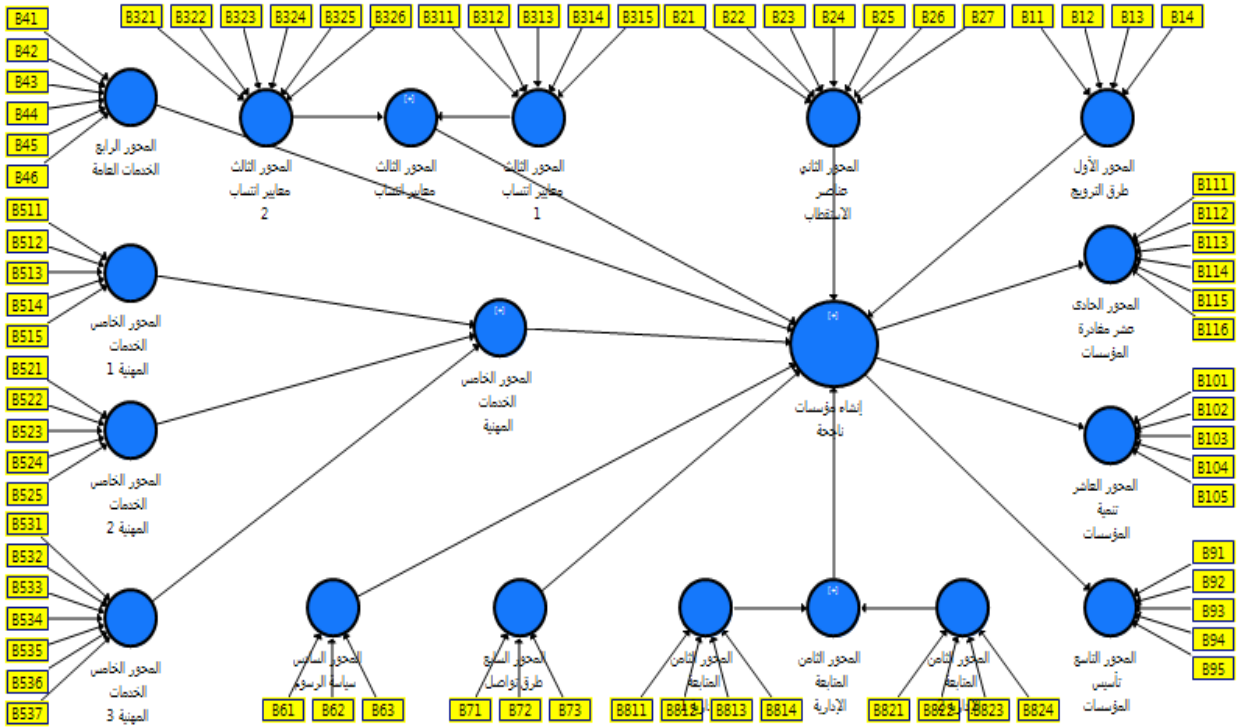 B41
B42
B43
B44
B45
B46
B321
B322
B323
B324
B325
B326
B311
B312
B313
B314
B315
B21
B22
B23
B24
B25
B26
B27
B11
B12
B13
B14
المحور الرابع
الخدمات العامة
المحور الثالث
معايير انتساب
2
[+]
المحور الثالث
معايير انتساب
المحور الثالث
معايير انتساب
1
المحور الثاني
عناصر
الاستقطاب
المحور الأول
طرق الترويج
B111
B112
B113
B114
B115
B116
المحور الحادى
عشر مغادرة
المؤسسات
B511
B512
B513
B514
B515
المحور الخامس
الخدمات
المهنية 1
[+]
المحور الخامس
الخدمات
المهنية
[+]
إنشاء مؤسسات
ناجحة
B101
B102
B103
B104
B105
المحور العاشر
تنمية
المؤسسات
B521
B522
B523
B524
B525
المحور الخامس
الخدمات
المهنية 2
B531
B532
B533
B534
B535
B536
B537
المحور الخامس
الخدمات
المهنية 3
المحور السادس
سياسة الرسوم
B61
B62
B63
المحور السابع
طرق تواصل
B71
B72
B73
المحور الثامن
المتابعة
B811
B812
B813
B814
[+]
المحور الثامن
المتابعة
الإدارية
المحور الثامن
المتابعة
B821
B822
B823
B824
B91
B92
B93
B94
B95
المحور التاسع
تأسيس
المؤسسات